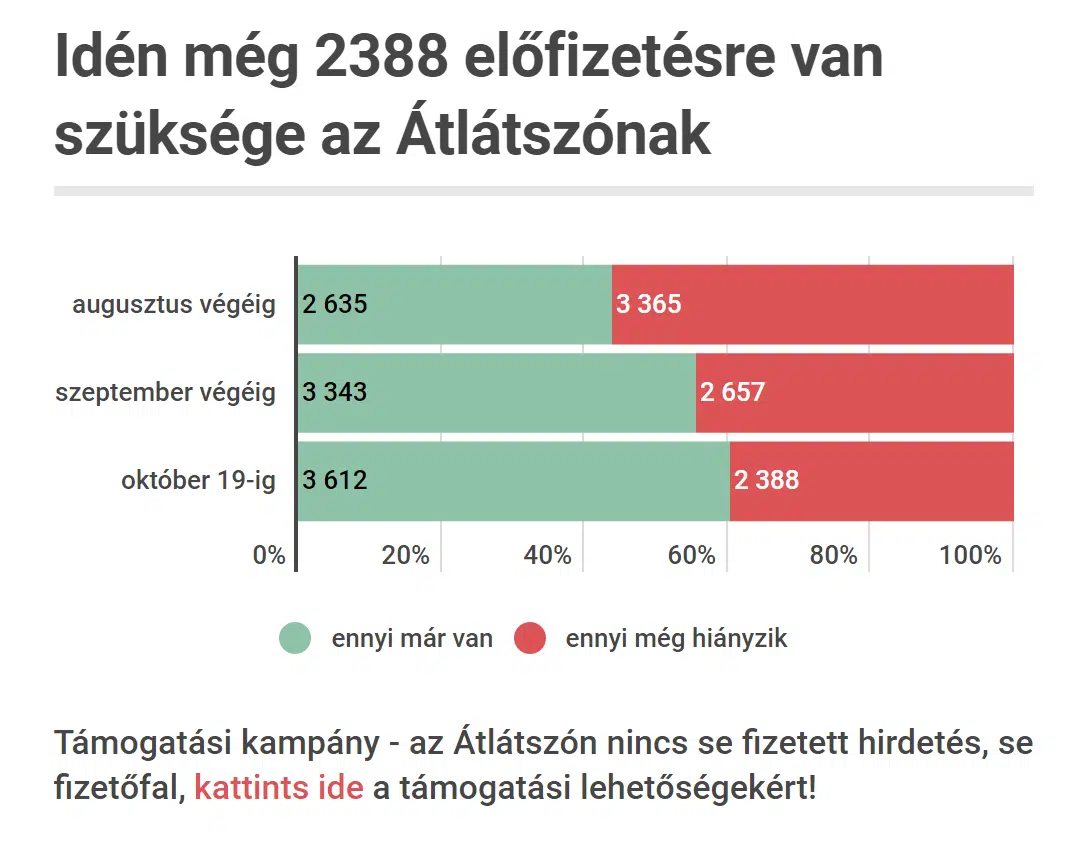 Idén még 2388 előfizetésre van
szüksége az Átlátszónak
augusztus végéig 2 635 3 365
szeptember végéig 3 343 2 657
október 19-ig 3 612 2 388
0% 20% 40% 60% 80% 100%
ennyi már van ennyi még hiányzik
Támogatási kampány - az Átlátszón nincs se fizetett hirdetés, se
fizetőfal, kattints ide a támogatási lehetőségekért!